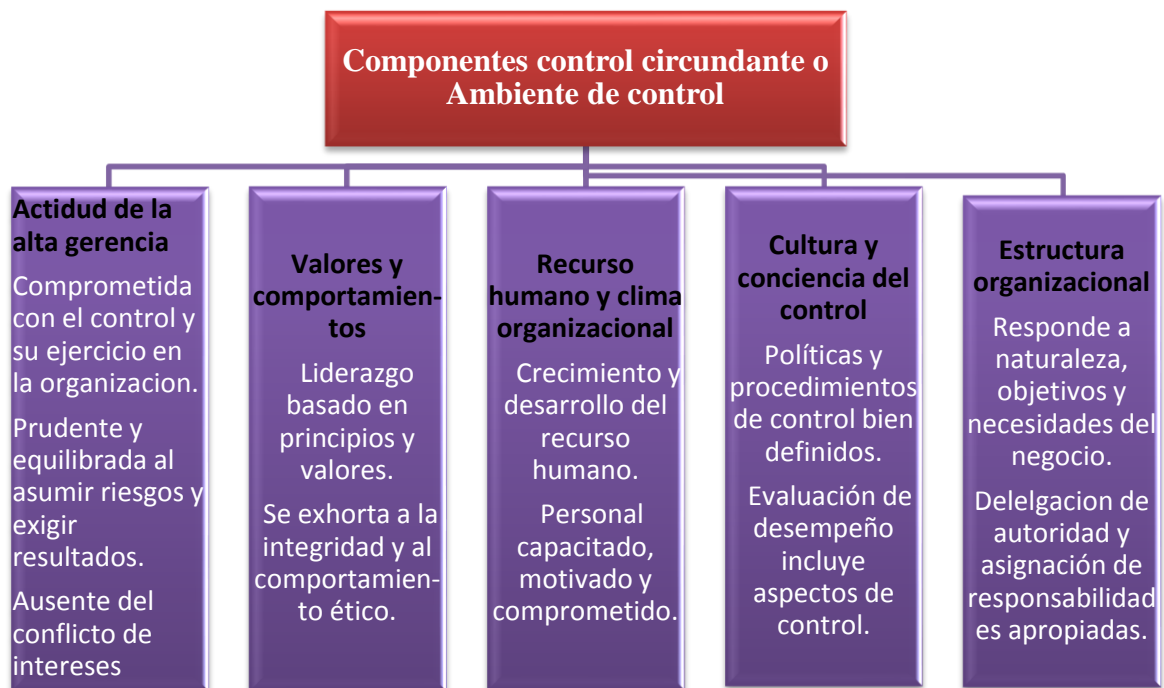 Componentes control circundante o
Ambiente de control
Actidud de la
alta gerencia
Comprometida
con el control y
su ejercicio en
la organizacion.
Prudente y
equilibrada al
asumir riesgos y
exigir
resultados.
Ausente del
conflicto de
intereses
Valores y
comportamien-
tos
Liderazgo
basado en
principios y
valores.
Se exhorta a la
integridad y al
comportamien-
to ético.
Recurso
humano y clima
organizacional
Crecimiento y
desarrollo del
recurso
humano.
Personal
capacitado,
motivado y
comprometido.
Cultura y
conciencia del
control
Políticas y
procedimientos
de control bien
definidos.
Evaluación de
desempeño
incluye
aspectos de
control.
Estructura
organizacional
Responde a
naturaleza,
objetivos y
necesidades del
negocio.
Delelgacion de
autoridad y
asignación de
responsabilidad
es apropiadas.